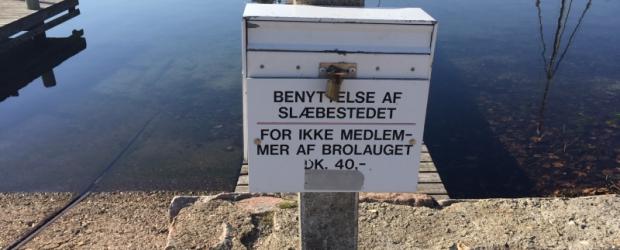 BENYTTELSE AF
SLÆBESTEDET
FOR IKKE MEDLEM-
MER AF BROLAUGET
DK. 40.-